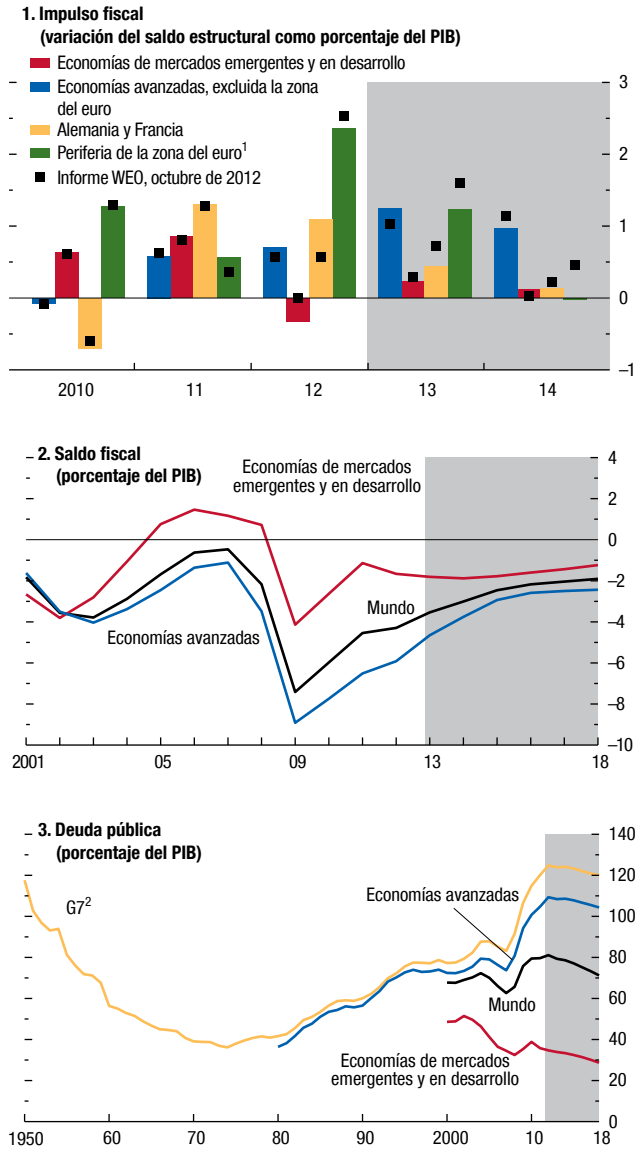 1. Impulso fiscal
(variación del saldo estructural como porcentaje del PIB)
Economías de mercados emergentes y en desarrollo
Economías avanzadas, excluida la zona
del euro
Alemania y Francia
Periferia de la zona del euro¹
Informe WEO, octubre de 2012
3
2
1
0
–1
2010 11 12 13 14
2. Saldo fiscal
(porcentaje del PIB)
Economías de mercados
emergentes y en desarrollo
Mundo
Economías avanzadas
4
2
0
–2
–4
–6
–8
–10
2001 05 09 13 18
3. Deuda pública
(porcentaje del PIB)
G7²
Economías avanzadas
Mundo
Economías de mercados
emergentes y en desarrollo
140
120
100
80
60
40
20
0
1950 60 70 80 90 2000 10 18